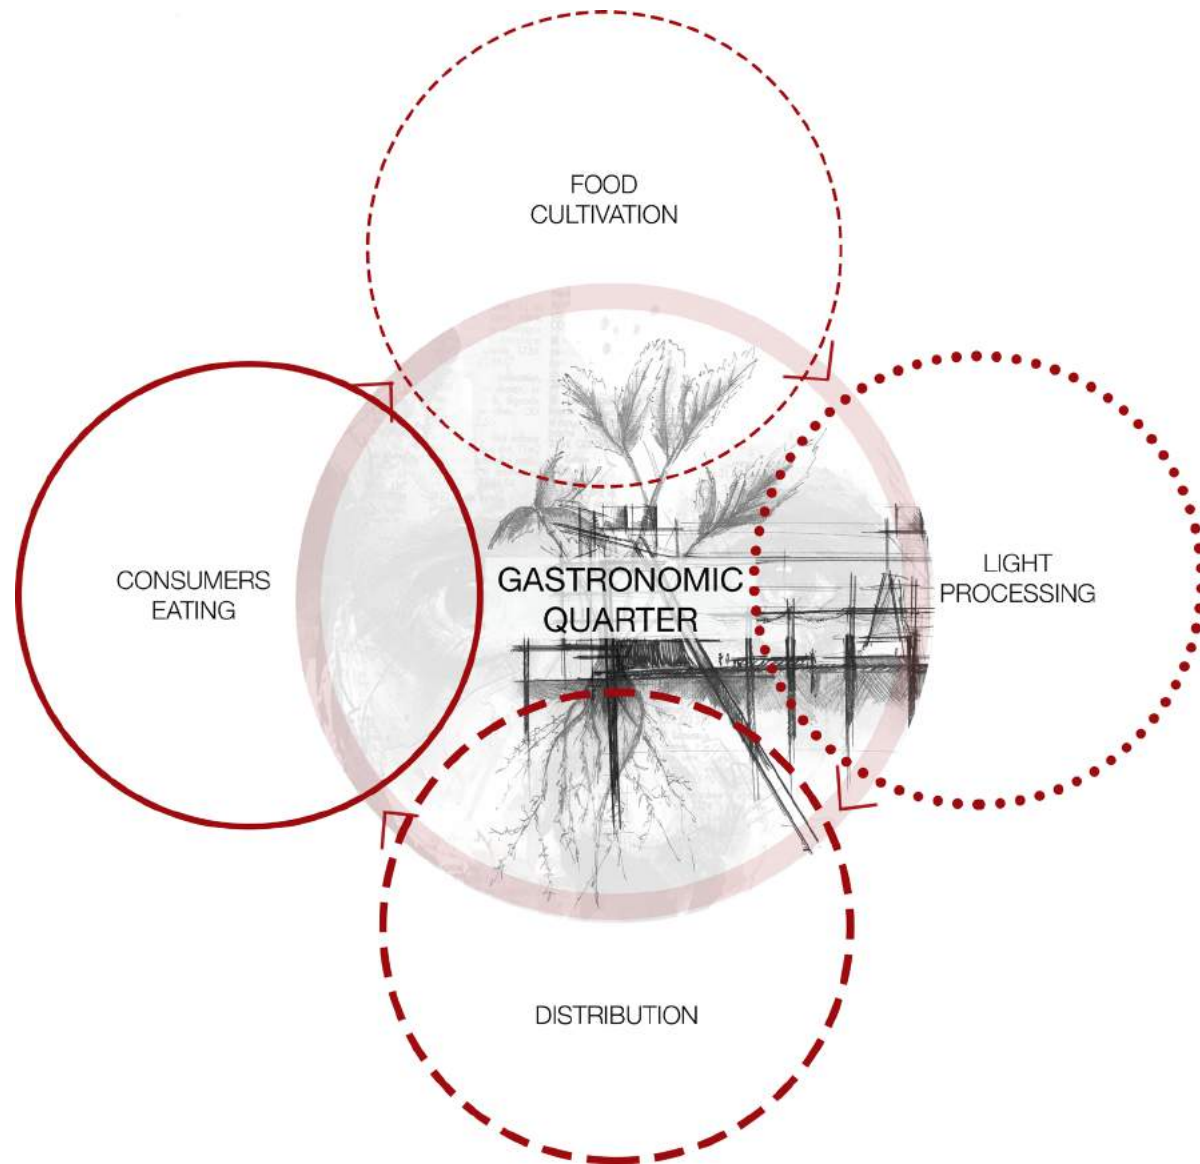 FOOD
CULTIVATION
CONSUMERS
EATING
GASTRONOMIC
QUARTER
LIGHT
PROCESSING
DISTRIBUTION